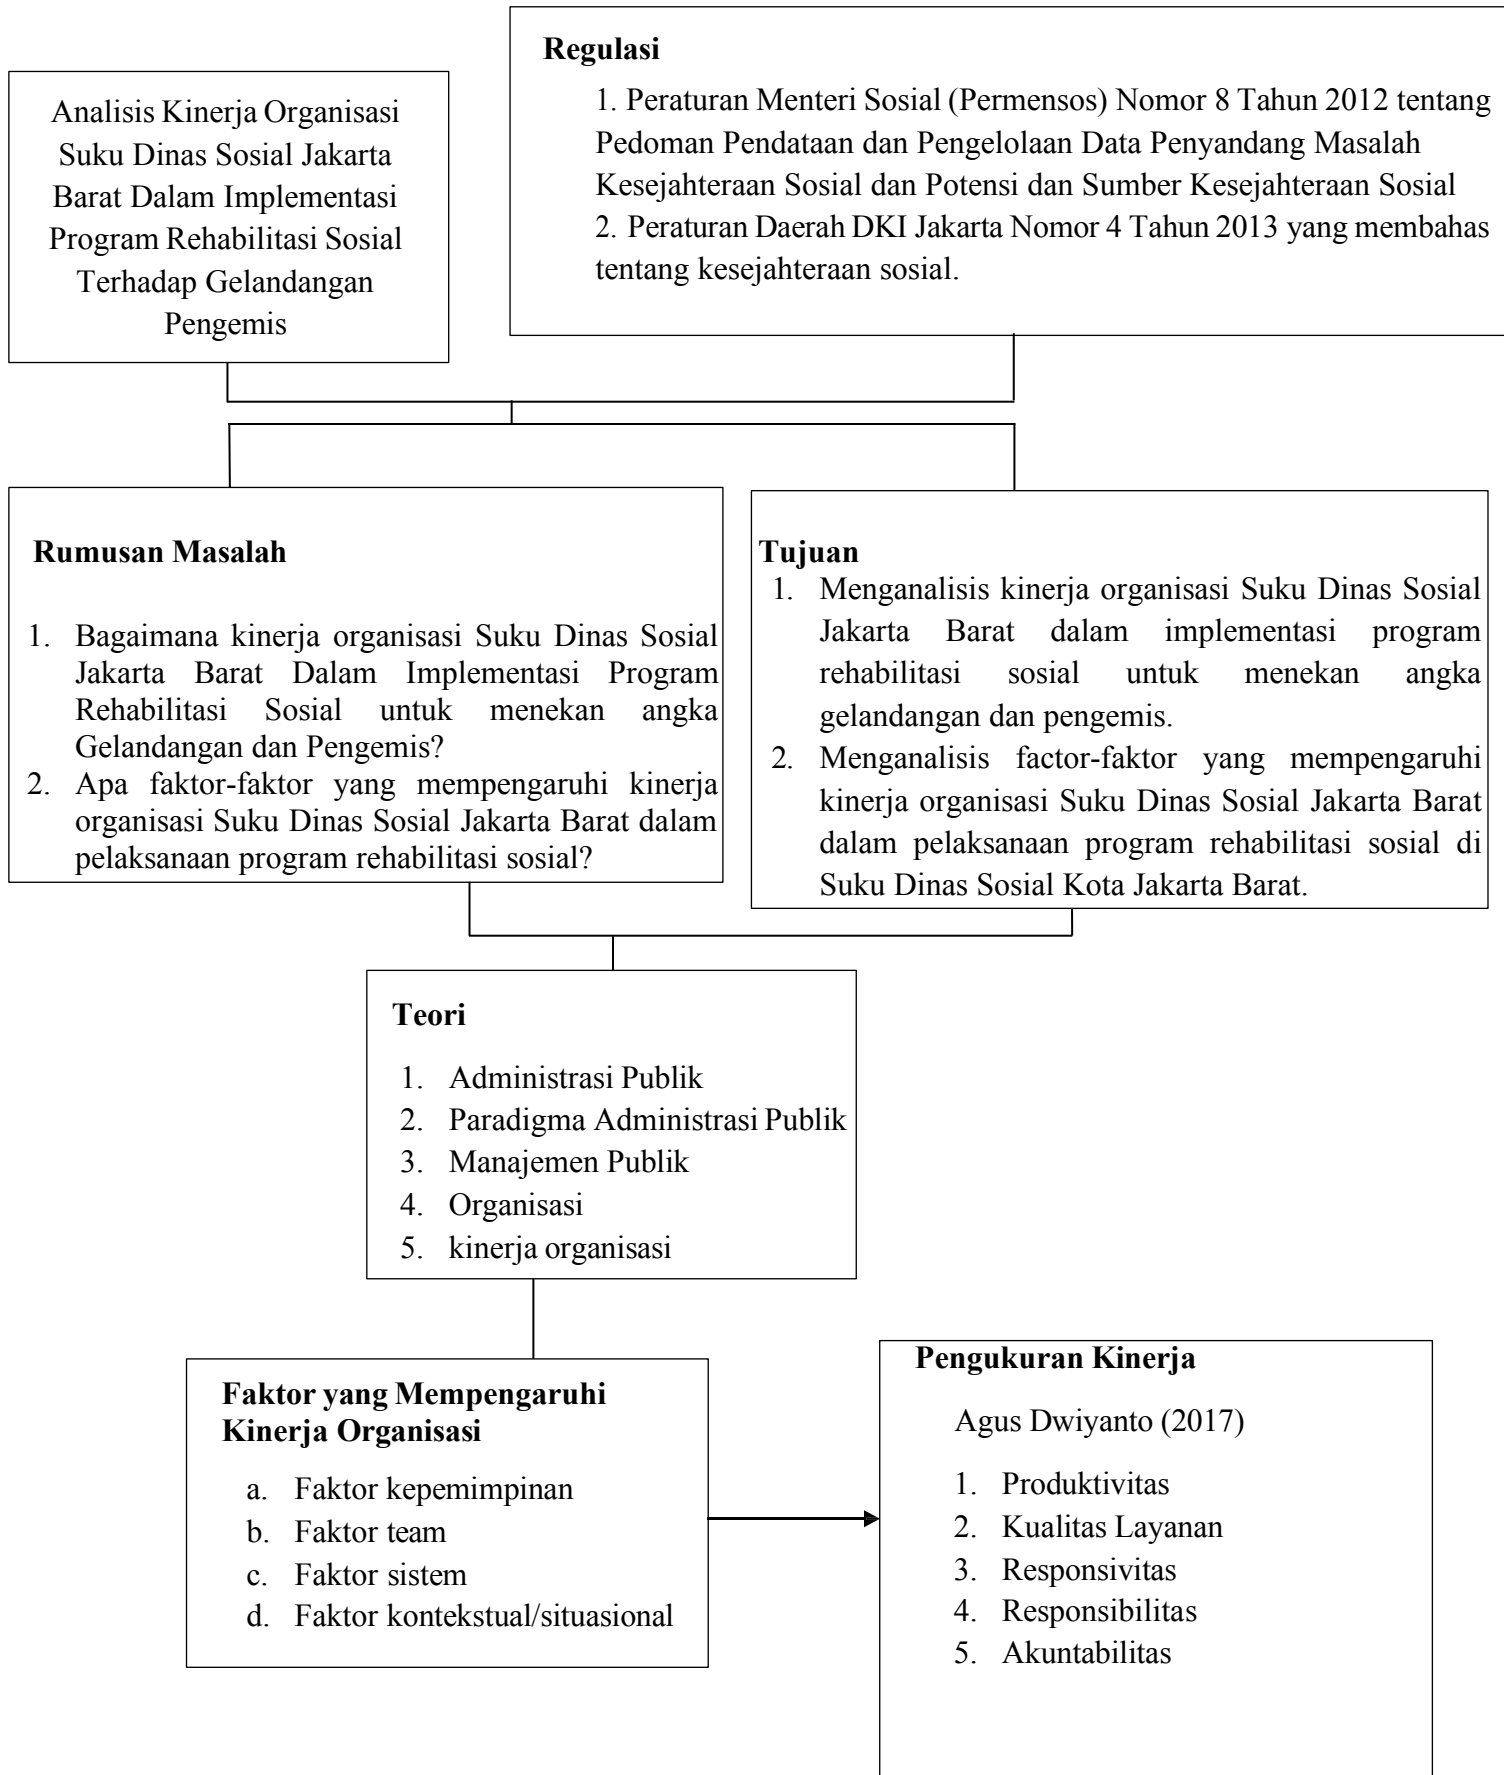 Analisis Kinerja Organisasi
Suku Dinas Sosial Jakarta
Barat Dalam Implementasi
Program Rehabilitasi Sosial
Terhadap Gelandangan
Pengemis
Regulasi
1. Peraturan Menteri Sosial (Permensos) Nomor 8 Tahun 2012 tentang
Pedoman Pendataan dan Pengelolaan Data Penyandang Masalah
Kesejahteraan Sosial dan Potensi dan Sumber Kesejahteraan Sosial
2. Peraturan Daerah DKI Jakarta Nomor 4 Tahun 2013 yang membahas
tentang kesejahteraan sosial.
Rumusan Masalah
1. Bagaimana kinerja organisasi Suku Dinas Sosial
Jakarta Barat Dalam Implementasi Program
Rehabilitasi Sosial untuk menekan angka
Gelandangan dan Pengemis?
2. Apa faktor-faktor yang mempengaruhi kinerja
organisasi Suku Dinas Sosial Jakarta Barat dalam
pelaksanaan program rehabilitasi sosial?
Tujuan
1. Menganalisis kinerja organisasi Suku Dinas Sosial
Jakarta Barat dalam implementasi program
rehabilitasi sosial untuk menekan angka
gelandangan dan pengemis.
2. Menganalisis factor-faktor yang mempengaruhi
kinerja organisasi Suku Dinas Sosial Jakarta Barat
dalam pelaksanaan program rehabilitasi sosial di
Suku Dinas Sosial Kota Jakarta Barat.
Teori
1. Administrasi Publik
2. Paradigma Administrasi Publik
3. Manajemen Publik
4. Organisasi
5. kinerja organisasi
Faktor yang Mempengaruhi
Kinerja Organisasi
a. Faktor kepemimpinan
b. Faktor team
c. Faktor sistem
d. Faktor kontekstual/situasional
Pengukuran Kinerja
Agus Dwiyanto (2017)
1. Produktivitas
2. Kualitas Layanan
3. Responsivitas
4. Responsibilitas
5. Akuntabilitas